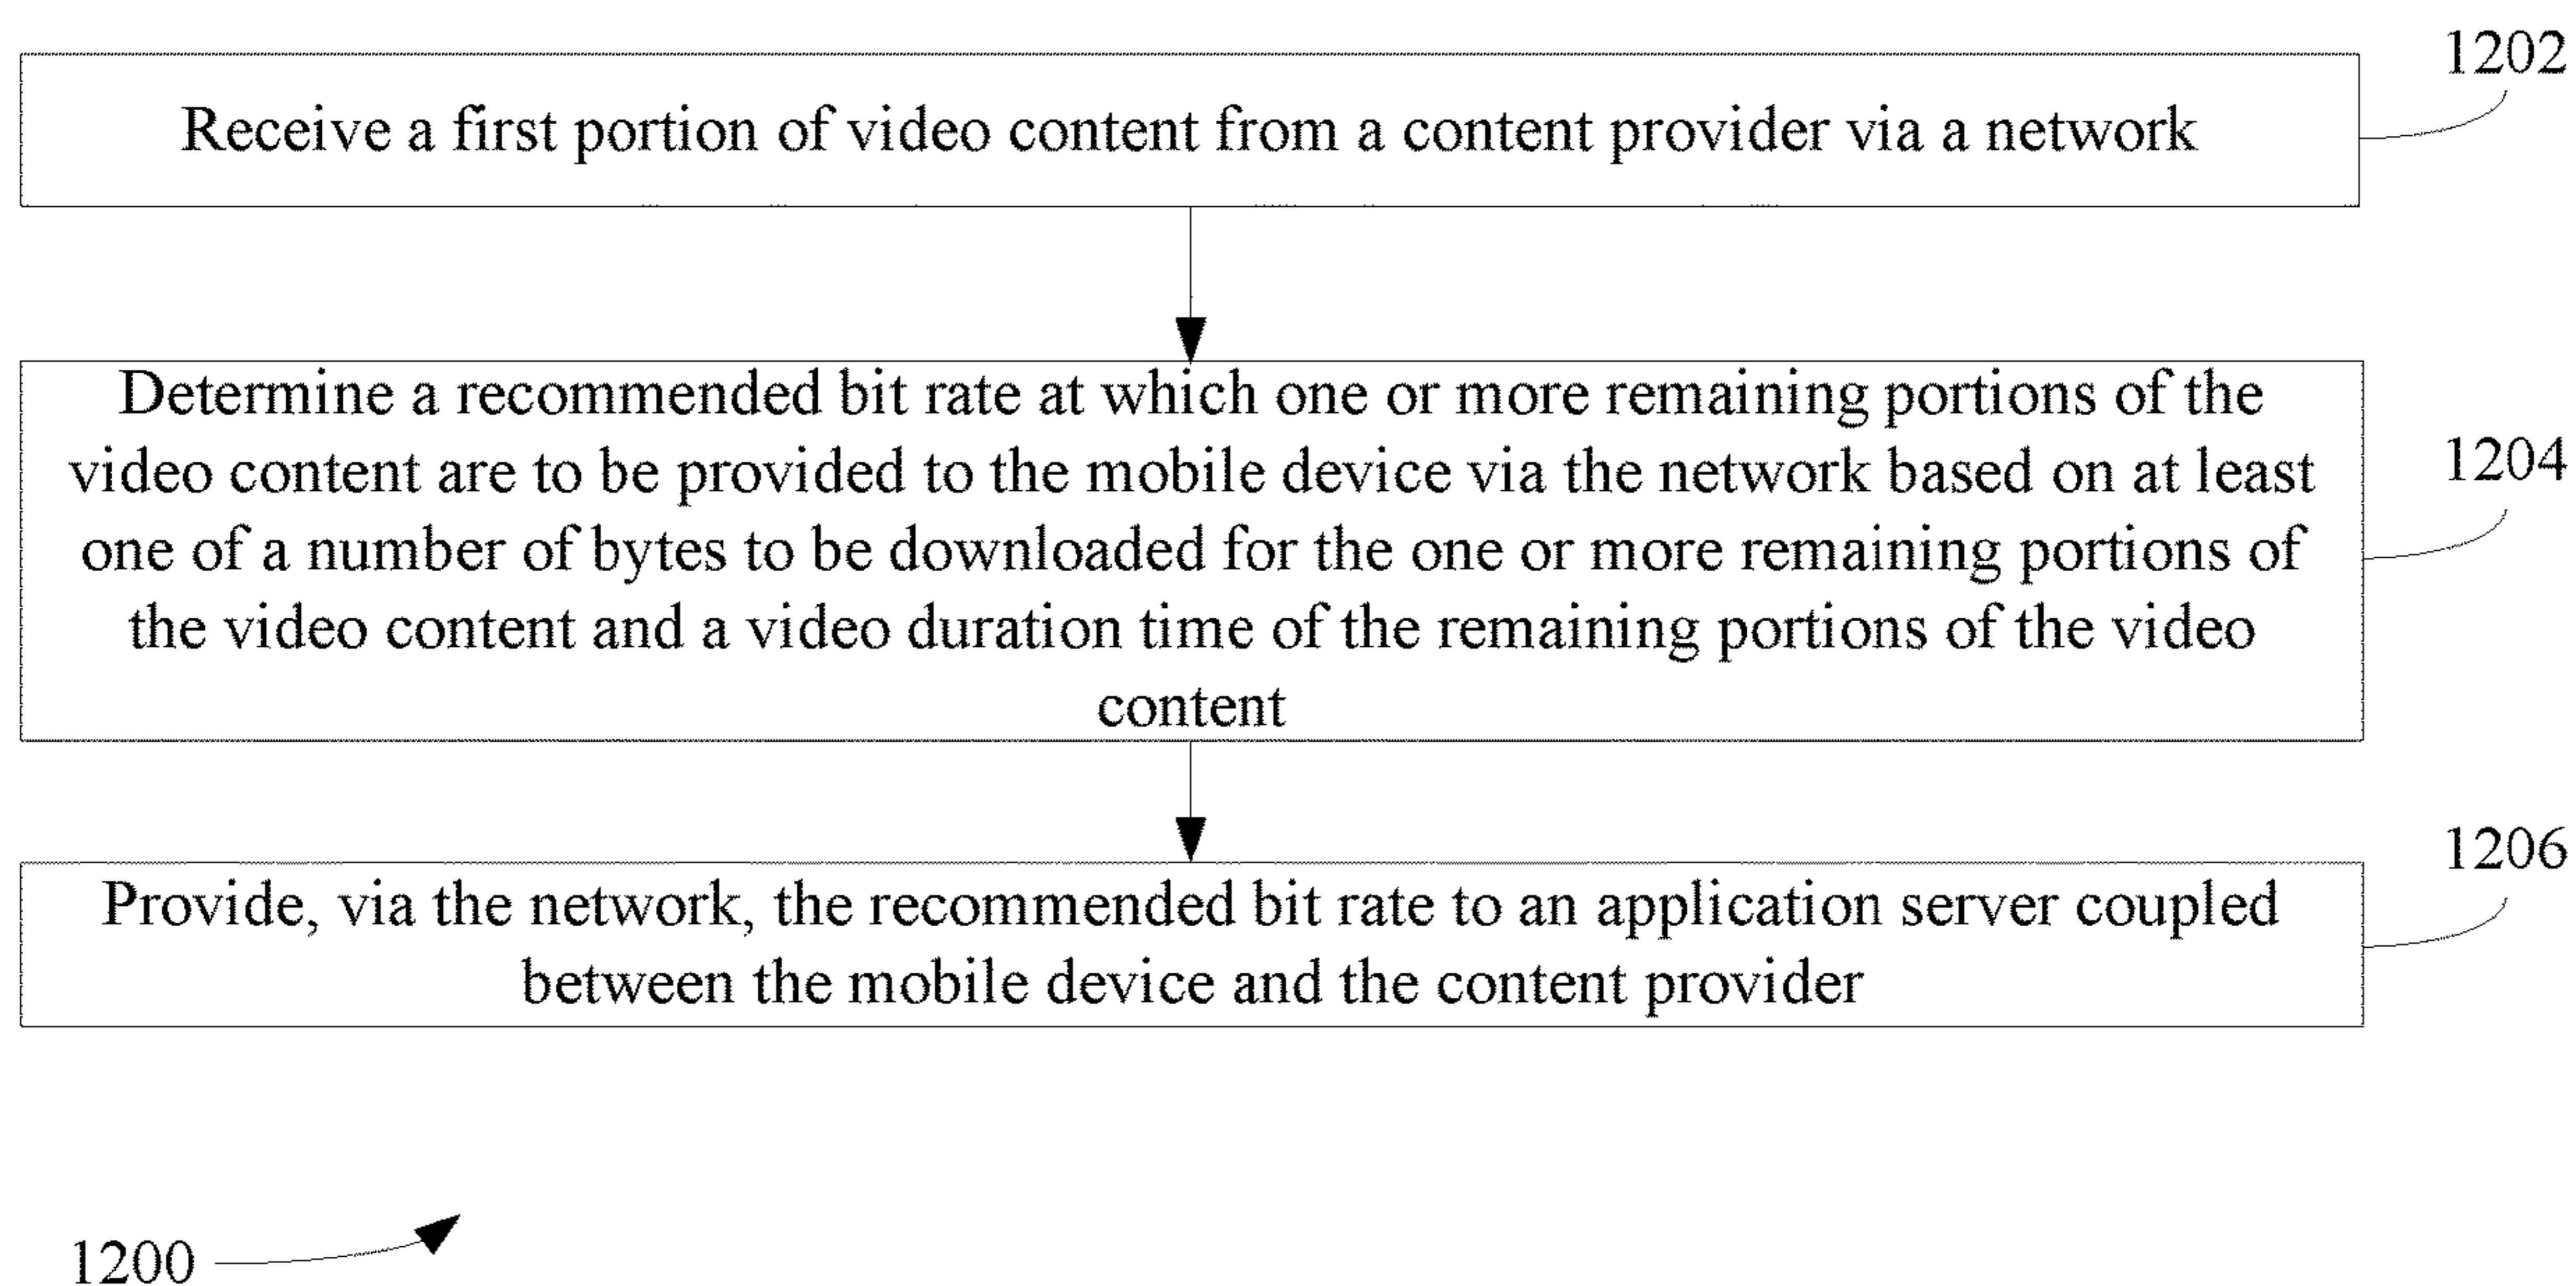 1202
Receive a first portion of video content from a content provider via a network
Determine a recommended bit rate at which one or more remaining portions of the
video content are to be provided to the mobile device via the network based on at least
one of a number of bytes to be downloaded for the one or more remaining portions of
the video content and a video duration time of the remaining portions of the video
content
1204
1206
Provide, via the network, the recommended bit rate to an application server coupled
between the mobile device and the content provider
1200